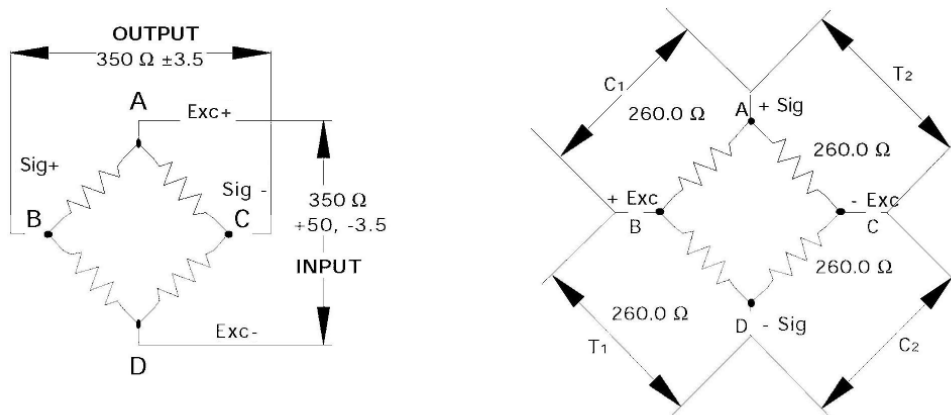 OUTPUT
350 Ω ±3.5
A
Exc+
Sig+
Sig -
B
C
350 Ω
+50, -3.5
INPUT
Exc-
D
C1
T2
260.0 Ω
A
+ Sig
260.0 Ω
+ Exc
B
- Exc
C
260.0 Ω
260.0 Ω
D
- Sig
T1
C2